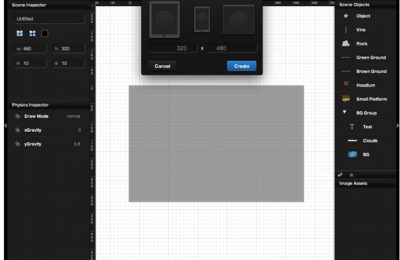 Scene Inspector
Untitled
w: 480 h: 320
10 10
Physics Inspector
Draw Mode normal
xGravity 0
yGravity 9.8
320 x 480
Cancel Create
Scene Objects
Object
Vine
Rock
Green Ground
Brown Ground
Hoodlum
Small Platform
BG Group
Text
Clouds
BG
Image Assets